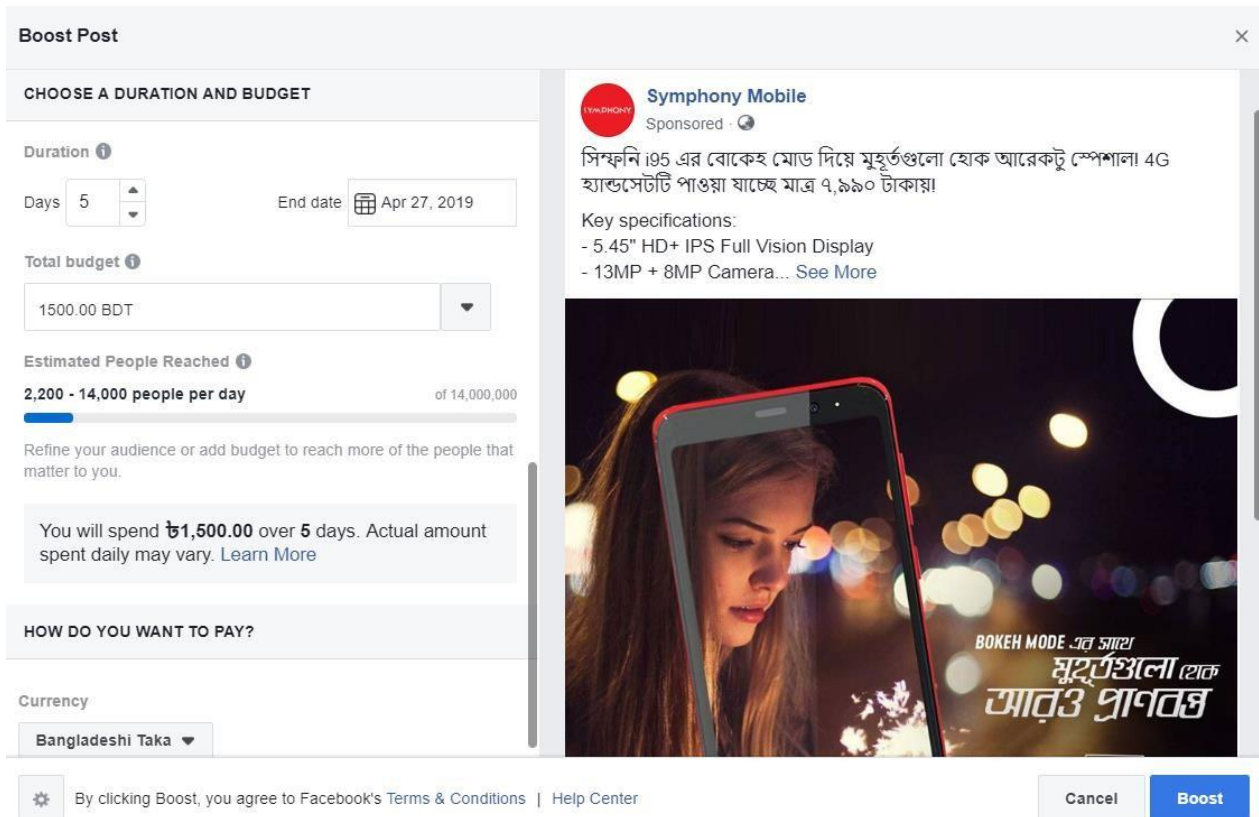 Boost Post
CHOOSE A DURATION AND BUDGET
Duration
Days 5 End date Apr 27, 2019
Total budget
1500.00 BDT
Estimated People Reached
2,200 - 14,000 people per day of 14,000,000
Refine your audience or add budget to reach more of the people that
matter to you.
You will spend ৳1,500.00 over 5 days. Actual amount
spent daily may vary. Learn More
HOW DO YOU WANT TO PAY?
Currency
Bangladeshi Taka
SYMPHONY
Symphony Mobile
Sponsored ·
সিম্ফনি i95 এর বোকেহ মোড দিয়ে মুহূর্তগুলো হোক আরেকটু স্পেশাল! 4G
হ্যান্ডসেটটি পাওয়া যাচ্ছে মাত্র ৭,৯৯০ টাকায়!
Key specifications:
- 5.45" HD+ IPS Full Vision Display
- 13MP + 8MP Camera... See More
BOKEH MODE এর সাথে
মুহূর্তগুলো হোক
আরও প্রাণবন্ত
By clicking Boost, you agree to Facebook's Terms & Conditions | Help Center
Cancel Boost